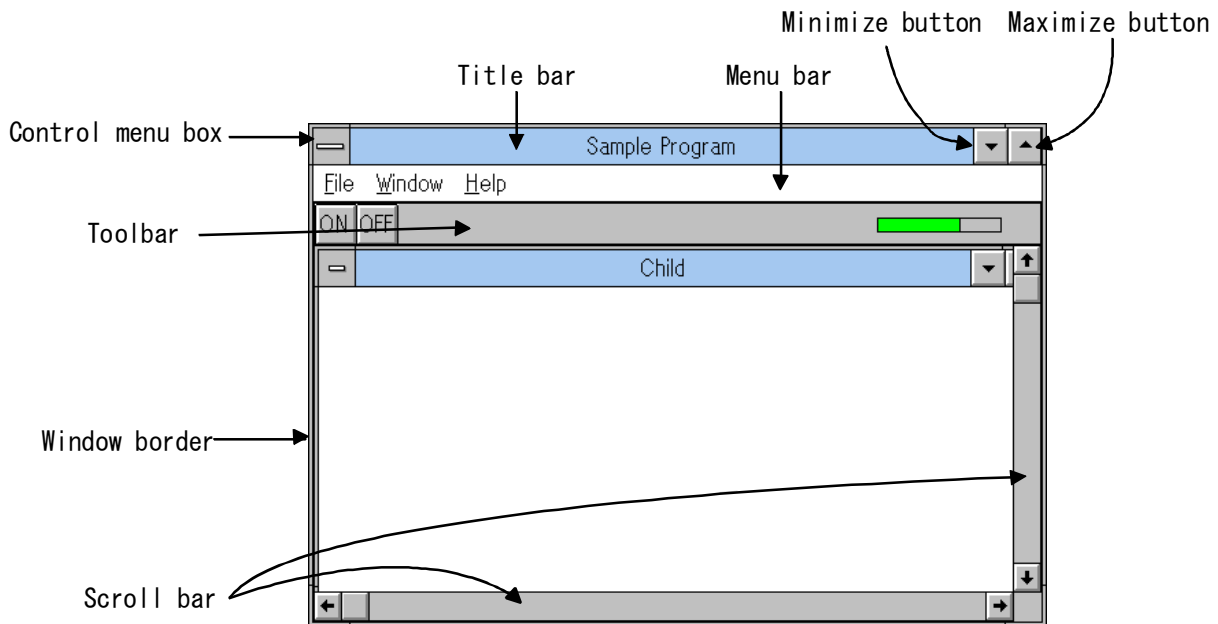 Minimize button Maximize button
Title bar Menu bar
Control menu box
Sample Program
File Window Help
ON OFF
Toolbar
Child
Window border
Scroll bar